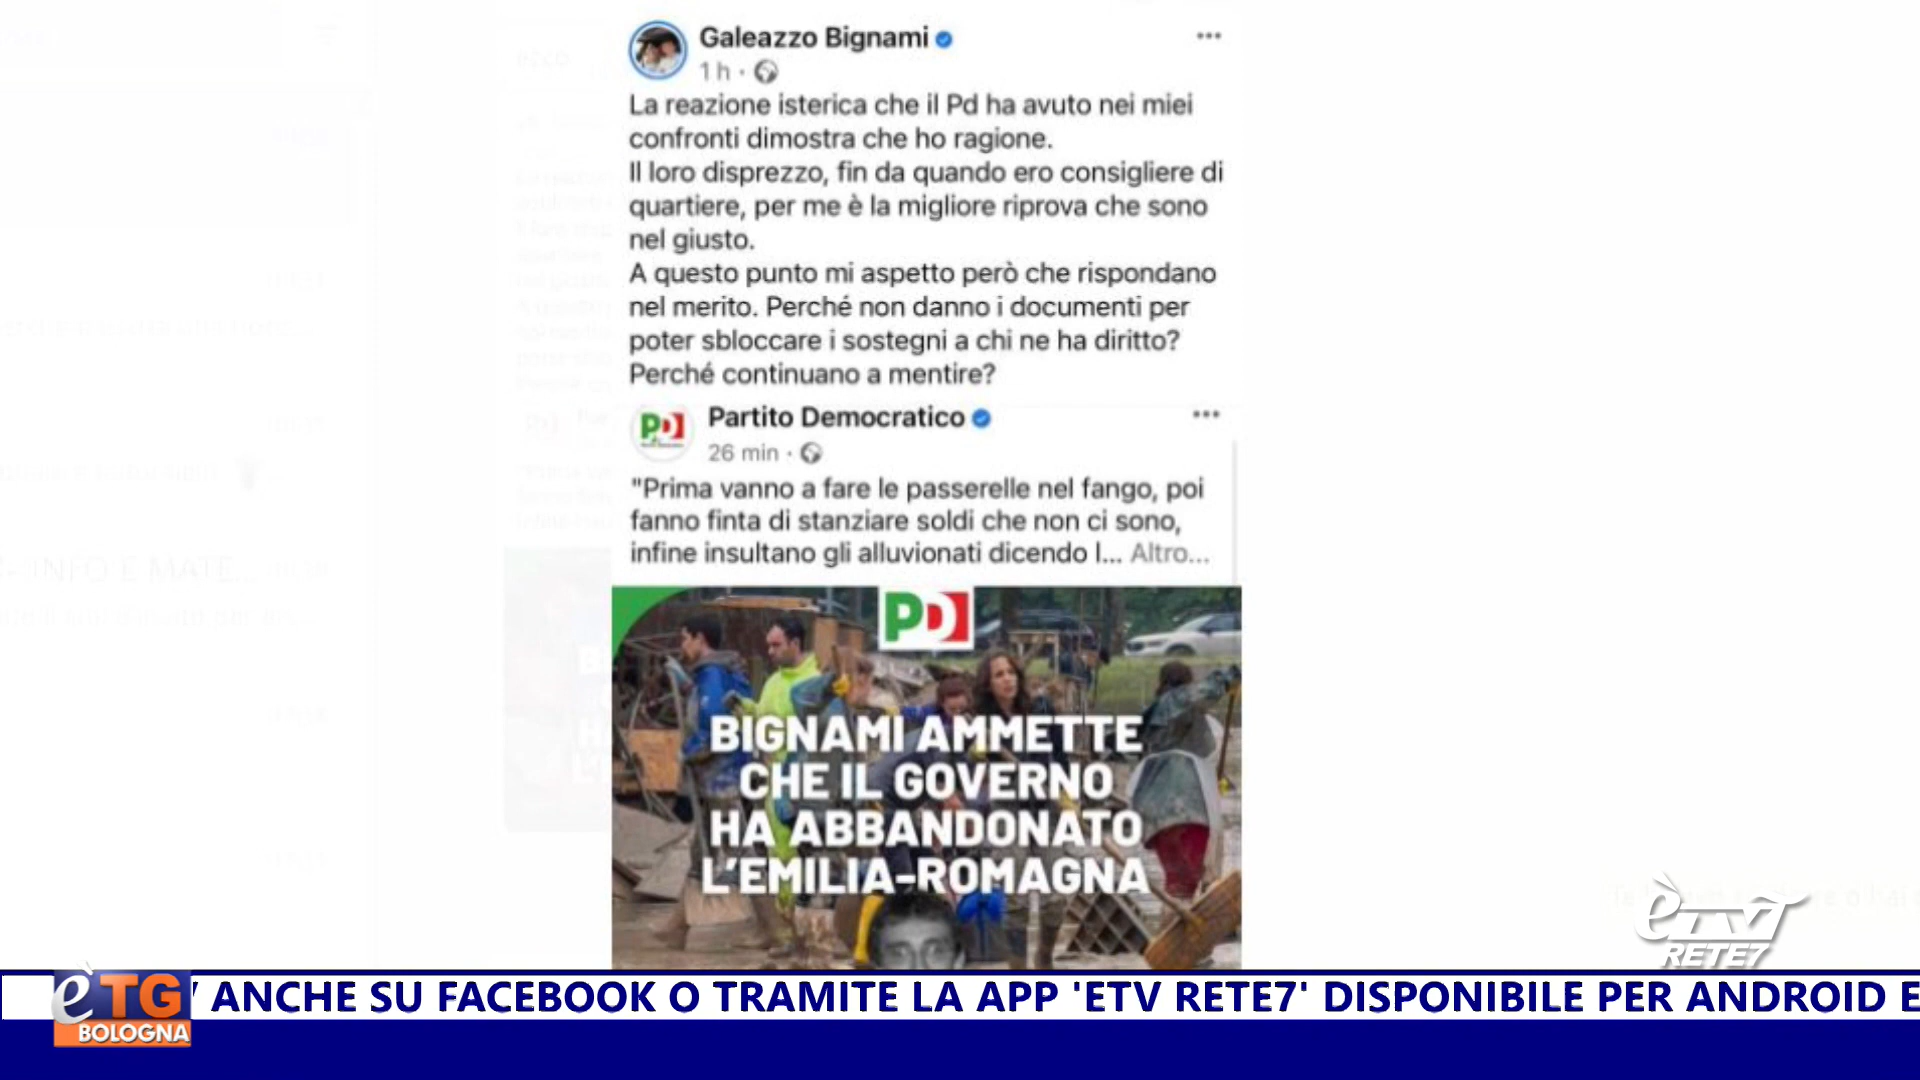 Galeazzo Bignami
1 h ·
La reazione isterica che il Pd ha avuto nei miei
confronti dimostra che ho ragione.
Il loro disprezzo, fin da quando ero consigliere di
quartiere, per me è la migliore riprova che sono
nel giusto.
A questo punto mi aspetto però che rispondano
nel merito. Perché non danno i documenti per
poter sbloccare i sostegni a chi ne ha diritto?
Perché continuano a mentire?
PD
Partito Democratico
26 min ·
"Prima vanno a fare le passerelle nel fango, poi
fanno finta di stanziare soldi che non ci sono,
infine insultano gli alluvionati dicendo l... Altro...
PD
BIGNAMI AMMETTE
CHE IL GOVERNO
HA ABBANDONATO
L'EMILIA-ROMAGNA
èTV
RETE7
èTG
BOLOGNA
ANCHE SU FACEBOOK O TRAMITE LA APP 'ETV RETE7' DISPONIBILE PER ANDROID E